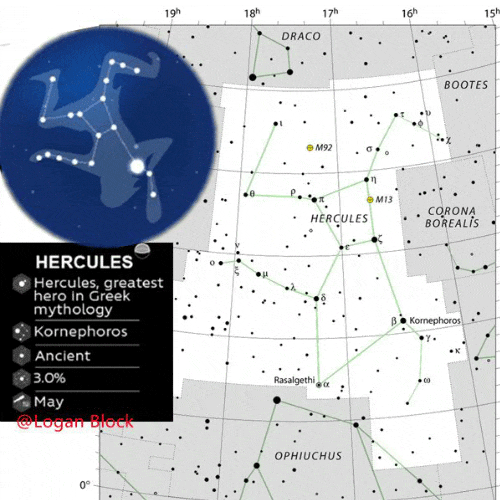 19h 18h 17h 16h 15h
DRACO
BOOTES
ι
M92
τ υ
φ
χ
σ
η
θ ρ π
M13
HERCULES
CORONA
BOREALIS
ν
ο ξ
ε ζ
μ
λ δ
β Kornephoros
γ
κ
Rasalgethi α
ω
OPHIUCHUS
0°
HERCULES
Hercules, greatest
hero in Greek
mythology
Kornephoros
Ancient
3.0%
May
@Logan Block